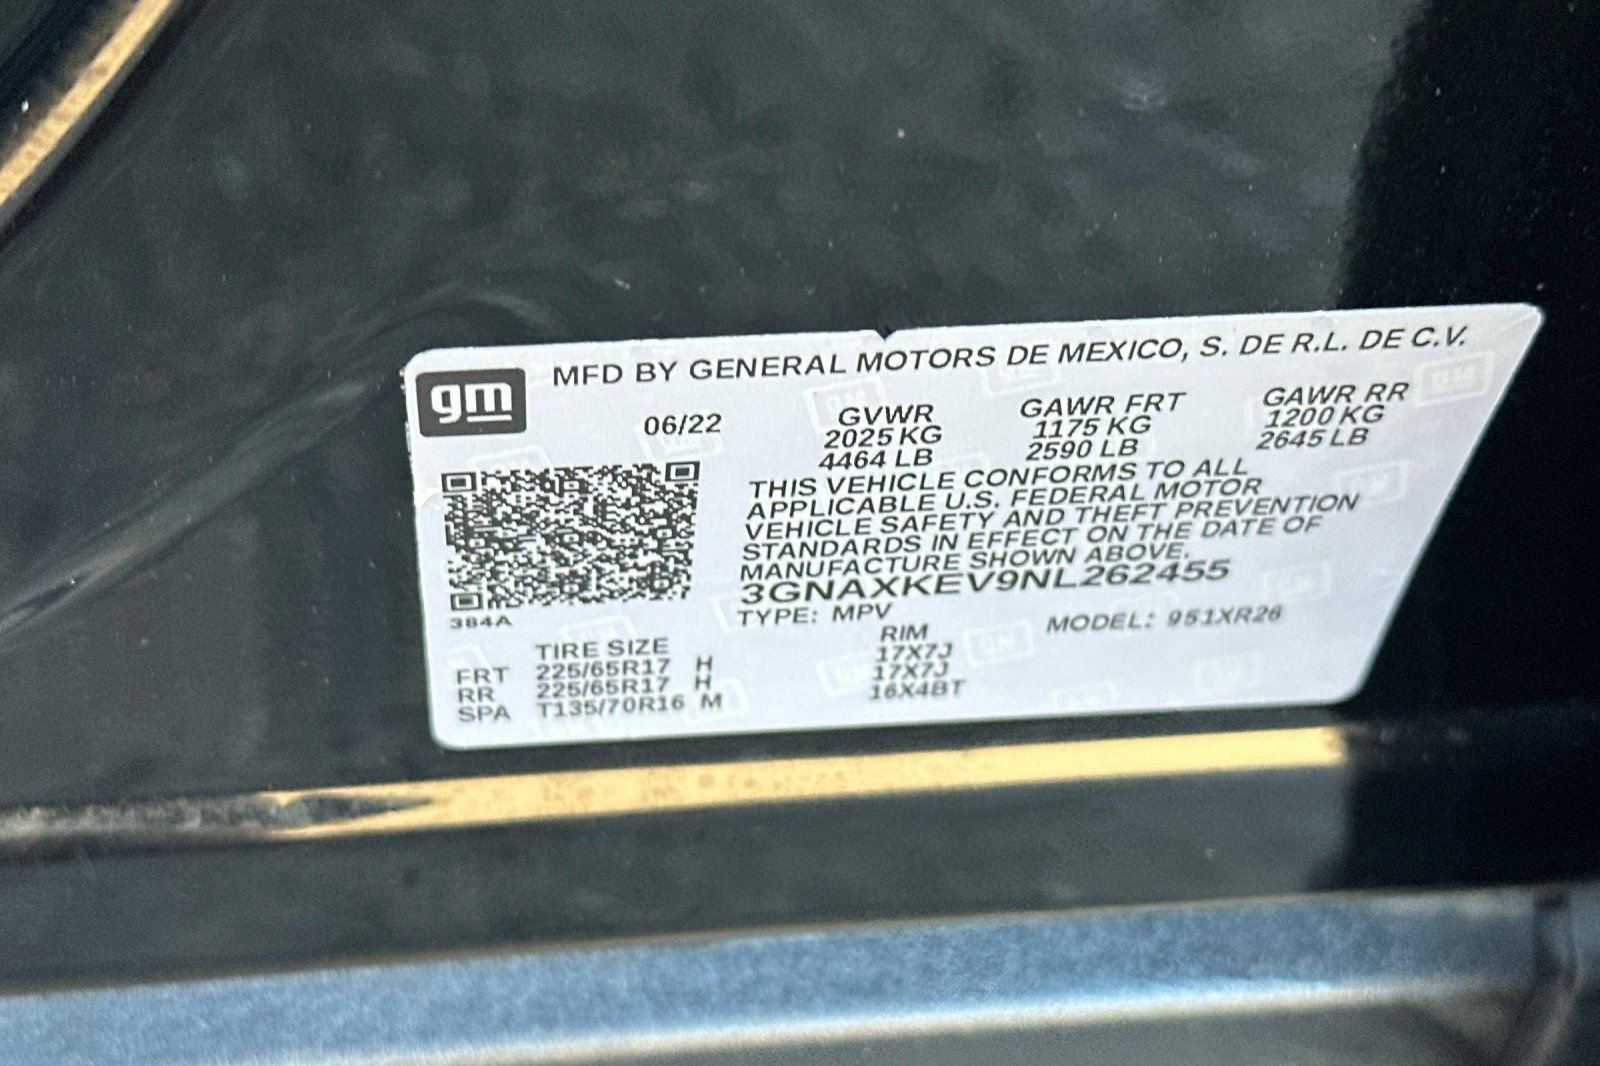 gm
MFD BY GENERAL MOTORS DE MEXICO, S. DE R.L. DE C.V.
06/22
GVWR GAWR FRT GAWR RR
2025 KG 1175 KG 1200 KG
4464 LB 2590 LB 2645 LB
THIS VEHICLE CONFORMS TO ALL
APPLICABLE U.S. FEDERAL MOTOR
VEHICLE SAFETY AND THEFT PREVENTION
STANDARDS IN EFFECT ON THE DATE OF
MANUFACTURE SHOWN ABOVE.
3GNAXKEV9NL262455
TYPE: MPV MODEL: 951XR26
384A
TIRE SIZE RIM
FRT 225/65R17 H 17X7J
RR 225/65R17 H 17X7J
SPA T135/70R16 M 16X4BT